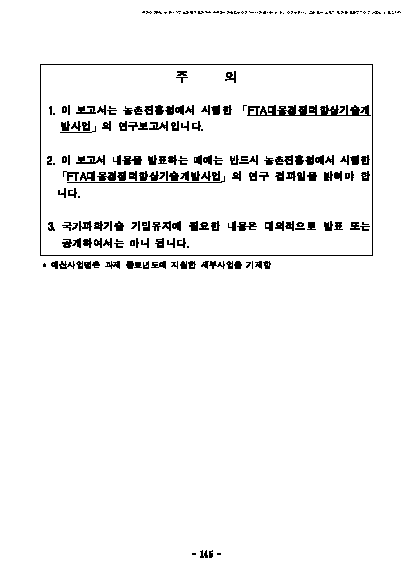 주 의
1. 이 보고서는 농촌진흥청에서 시행한 「FTA대응경쟁력향상기술개
발사업」의 연구보고서입니다.
2. 이 보고서 내용을 발표하는 때에는 반드시 농촌진흥청에서 시행한
「FTA대응경쟁력향상기술개발사업」의 연구 결과임을 밝혀야 합
니다.
3. 국가과학기술 기밀유지에 필요한 내용은 대외적으로 발표 또는
공개하여서는 아니 됩니다.
* 예산사업명은 과제 종료년도에 지원한 세부사업을 기재함
- 145 -